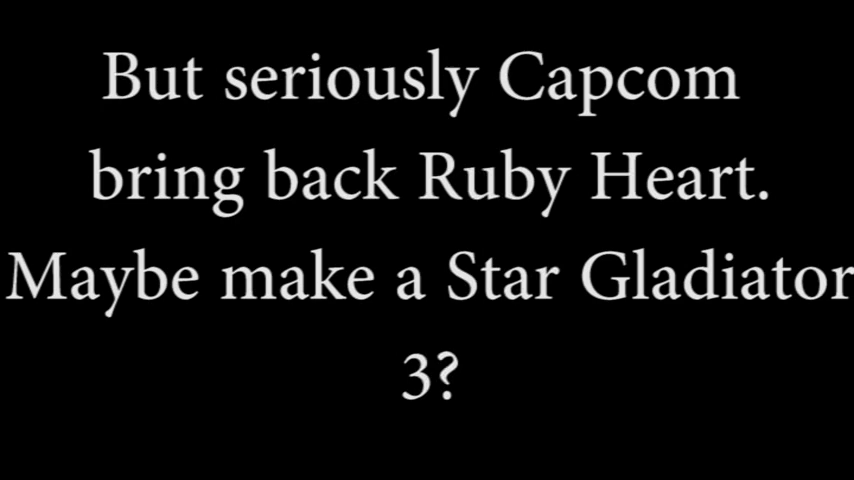 But seriously Capcom
bring back Ruby Heart.
Maybe make a Star Gladiator
3?